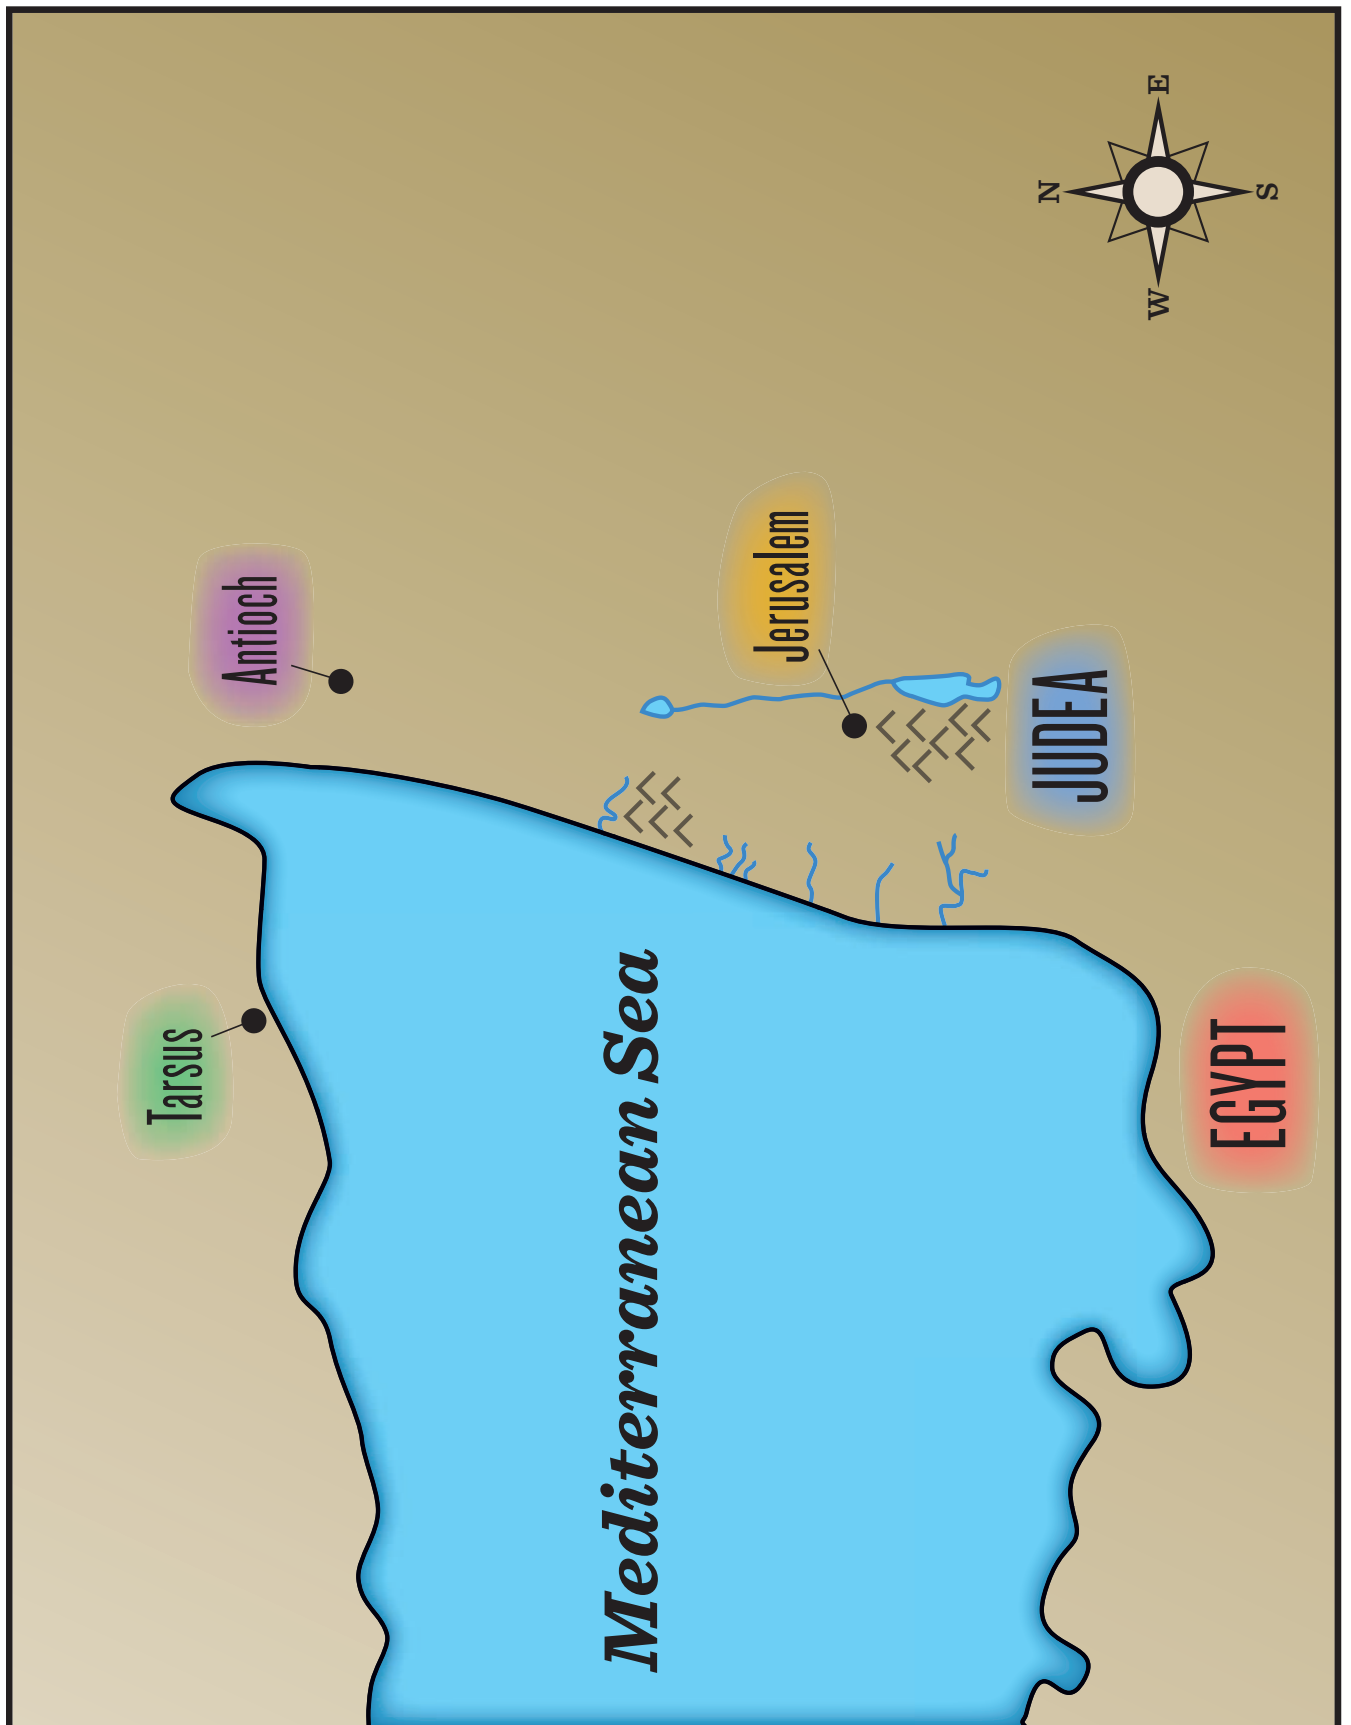 N
E
S
W
Tarsus
Antioch
Jerusalem
JUDEA
Mediterranean Sea
EGYPT